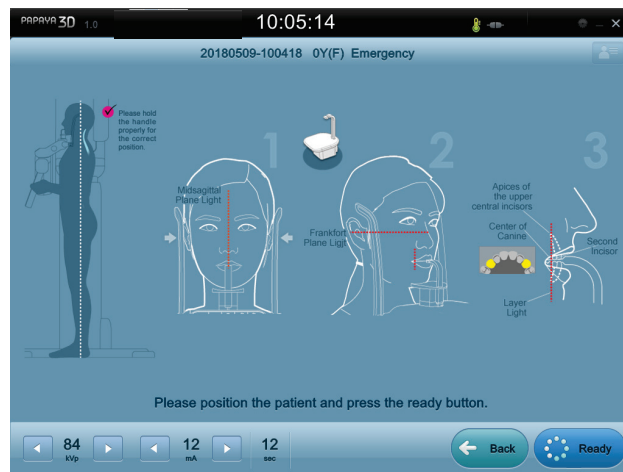 PAPAYA 3D 1.0
10:05:14
20180509-100418 0Y(F) Emergency
Please hold
the handle
properly for
the correct
position.
1
Midsagittal
Plane Light
2
Frankfort
Plane Ligjt
3
Apices of
the upper
central incisors
Center of
Canine
Second
Incisor
Layer
Light
Please position the patient and press the ready button.
84
kVp
12
mA
12
sec
Back
Ready